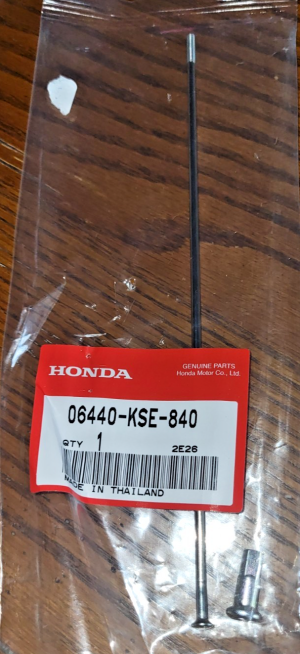 HONDA
GENUINE PARTS
Honda Motor Co., Ltd.
06440-KSE-840
QTY 1
2E26
MADE IN THAILAND